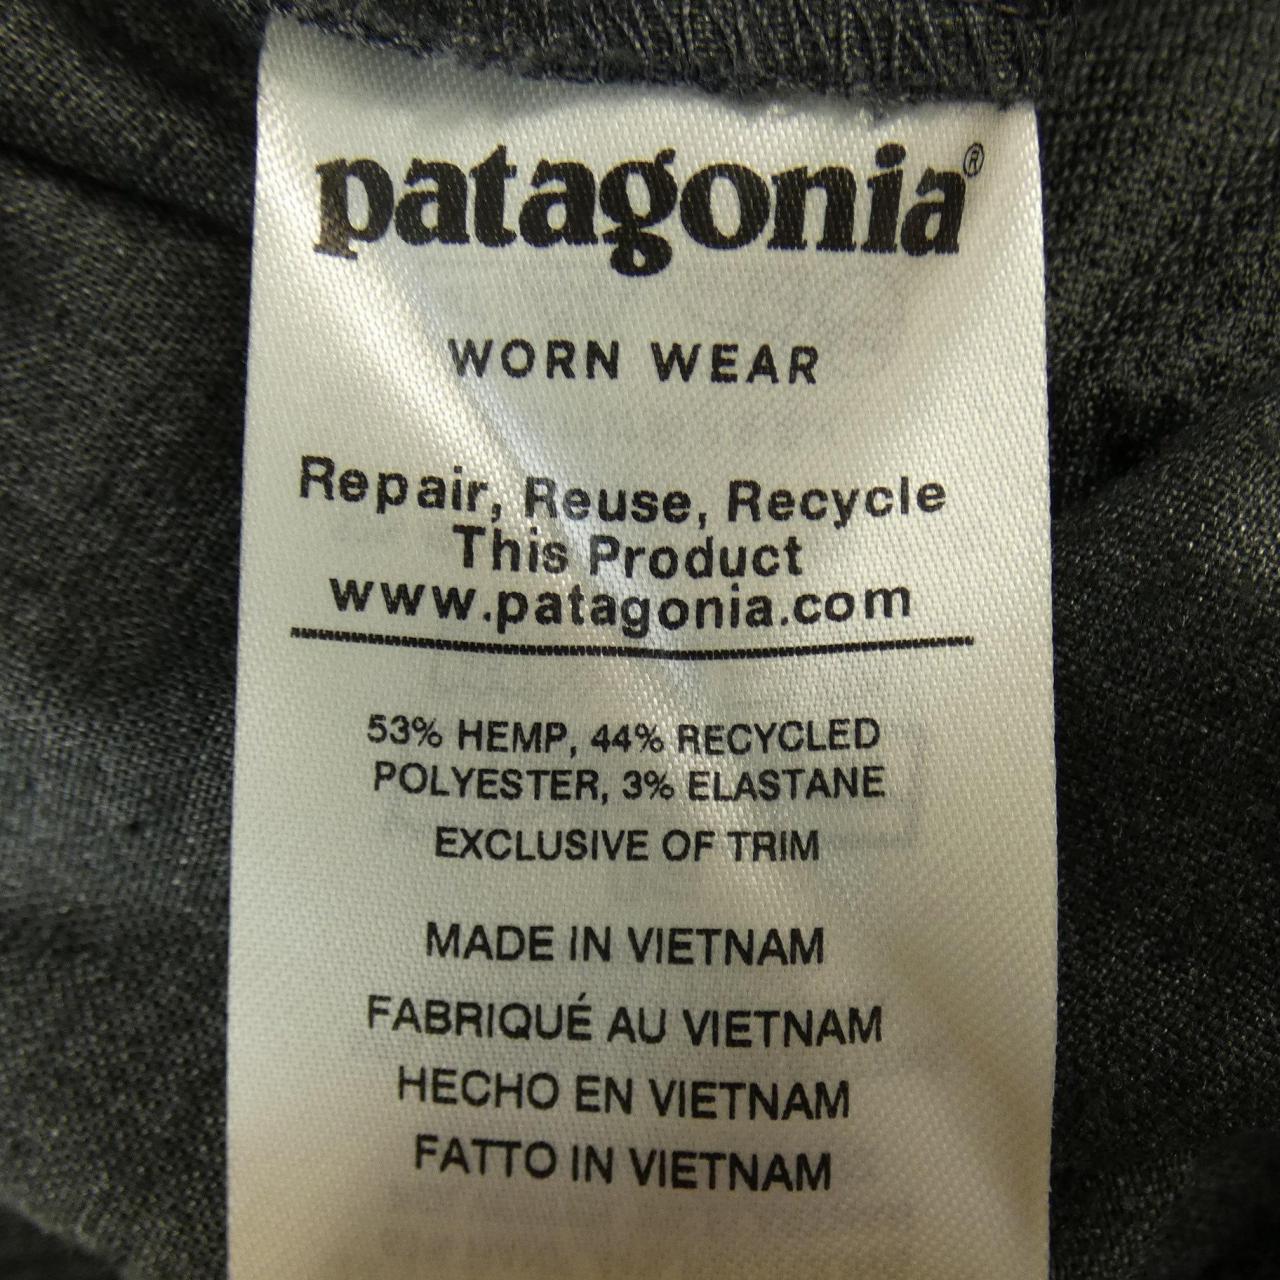 patagonia®
WORN WEAR
Repair, Reuse, Recycle
This Product
www.patagonia.com
53% HEMP, 44% RECYCLED
POLYESTER, 3% ELASTANE
EXCLUSIVE OF TRIM
MADE IN VIETNAM
FABRIQUÉ AU VIETNAM
HECHO EN VIETNAM
FATTO IN VIETNAM